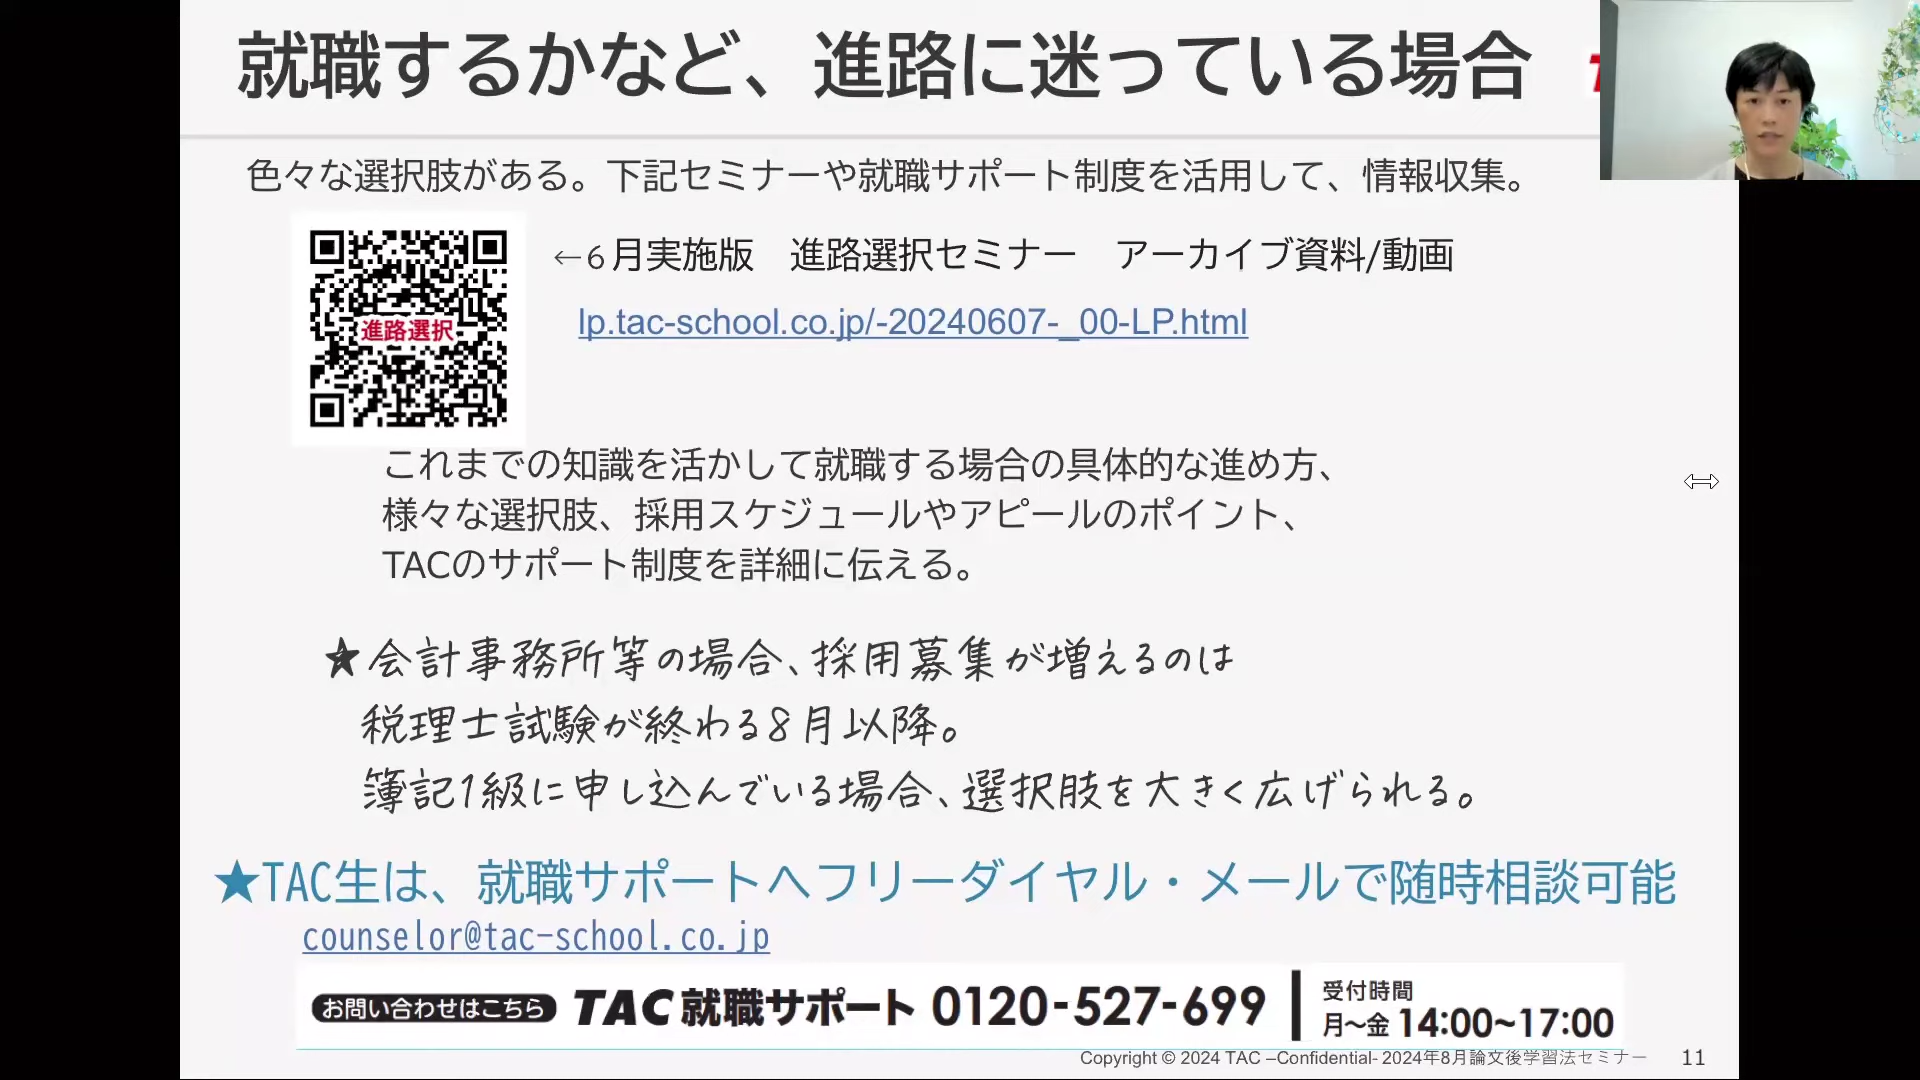 就職するかなど、進路に迷っている場合
色々な選択肢がある。下記セミナーや就職サポート制度を活用して、情報収集。
進路選択
←6月実施版　進路選択セミナー　アーカイブ資料/動画
lp.tac-school.co.jp/-20240607-_00-LP.html
これまでの知識を活かして就職する場合の具体的な進め方、
様々な選択肢、採用スケジュールやアピールのポイント、
TACのサポート制度を詳細に伝える。
★会計事務所等の場合、採用募集が増えるのは
税理士試験が終わる8月以降。
簿記1級に申し込んでいる場合、選択肢を大きく広げられる。
★TAC生は、就職サポートへフリーダイヤル・メールで随時相談可能
counselor@tac-school.co.jp
お問い合わせはこちら TAC 就職サポート 0120-527-699
受付時間
月～金 14:00~17:00
Copyright © 2024 TAC –Confidential- 2024年8月論文後学習法セミナー 11